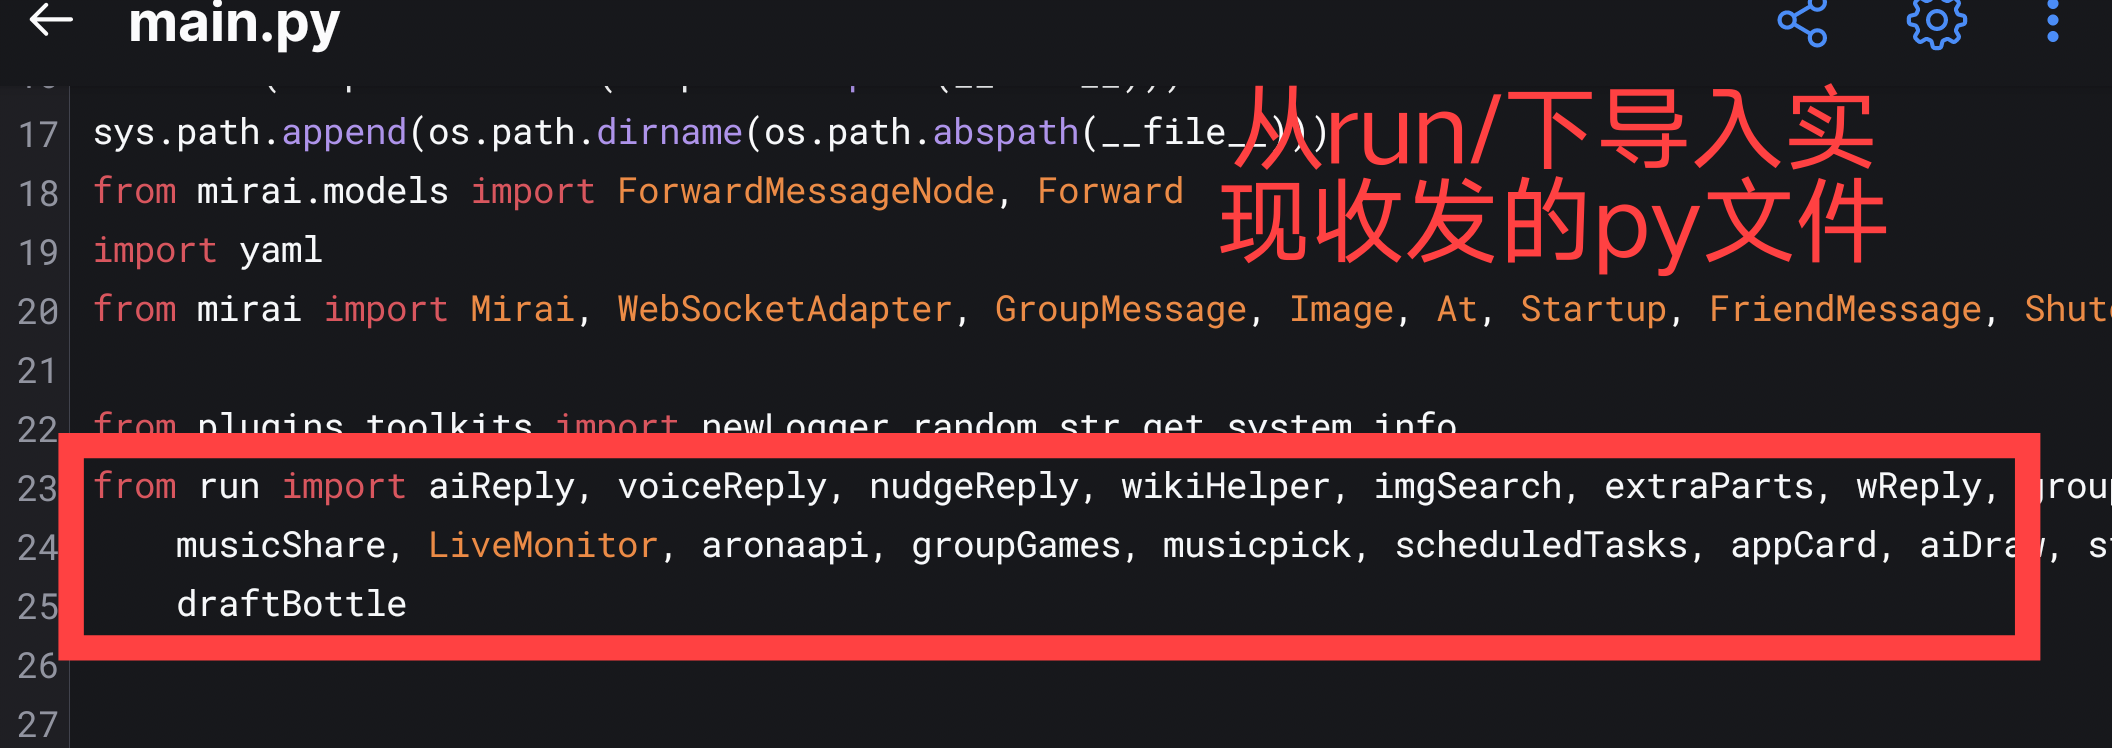 main.py
17 sys.path.append(os.path.dirname(os.path.abspath(__file__)))
从run/下导入实
18 from mirai.models import ForwardMessageNode, Forward
现收发的py文件
19 import yaml
20 from mirai import Mirai, WebSocketAdapter, GroupMessage, Image, At, Startup, FriendMessage,
21
22 from plugins.toolkits import newLogger,random_str,get_system_info
23 from run import aiReply, voiceReply, nudgeReply, wikiHelper, imgSearch, extraParts, wReply,
24 musicShare, LiveMonitor, aronaapi, groupGames, musicpick, scheduledTasks, appCard, aiDraw,
25 draftBottle
26
27